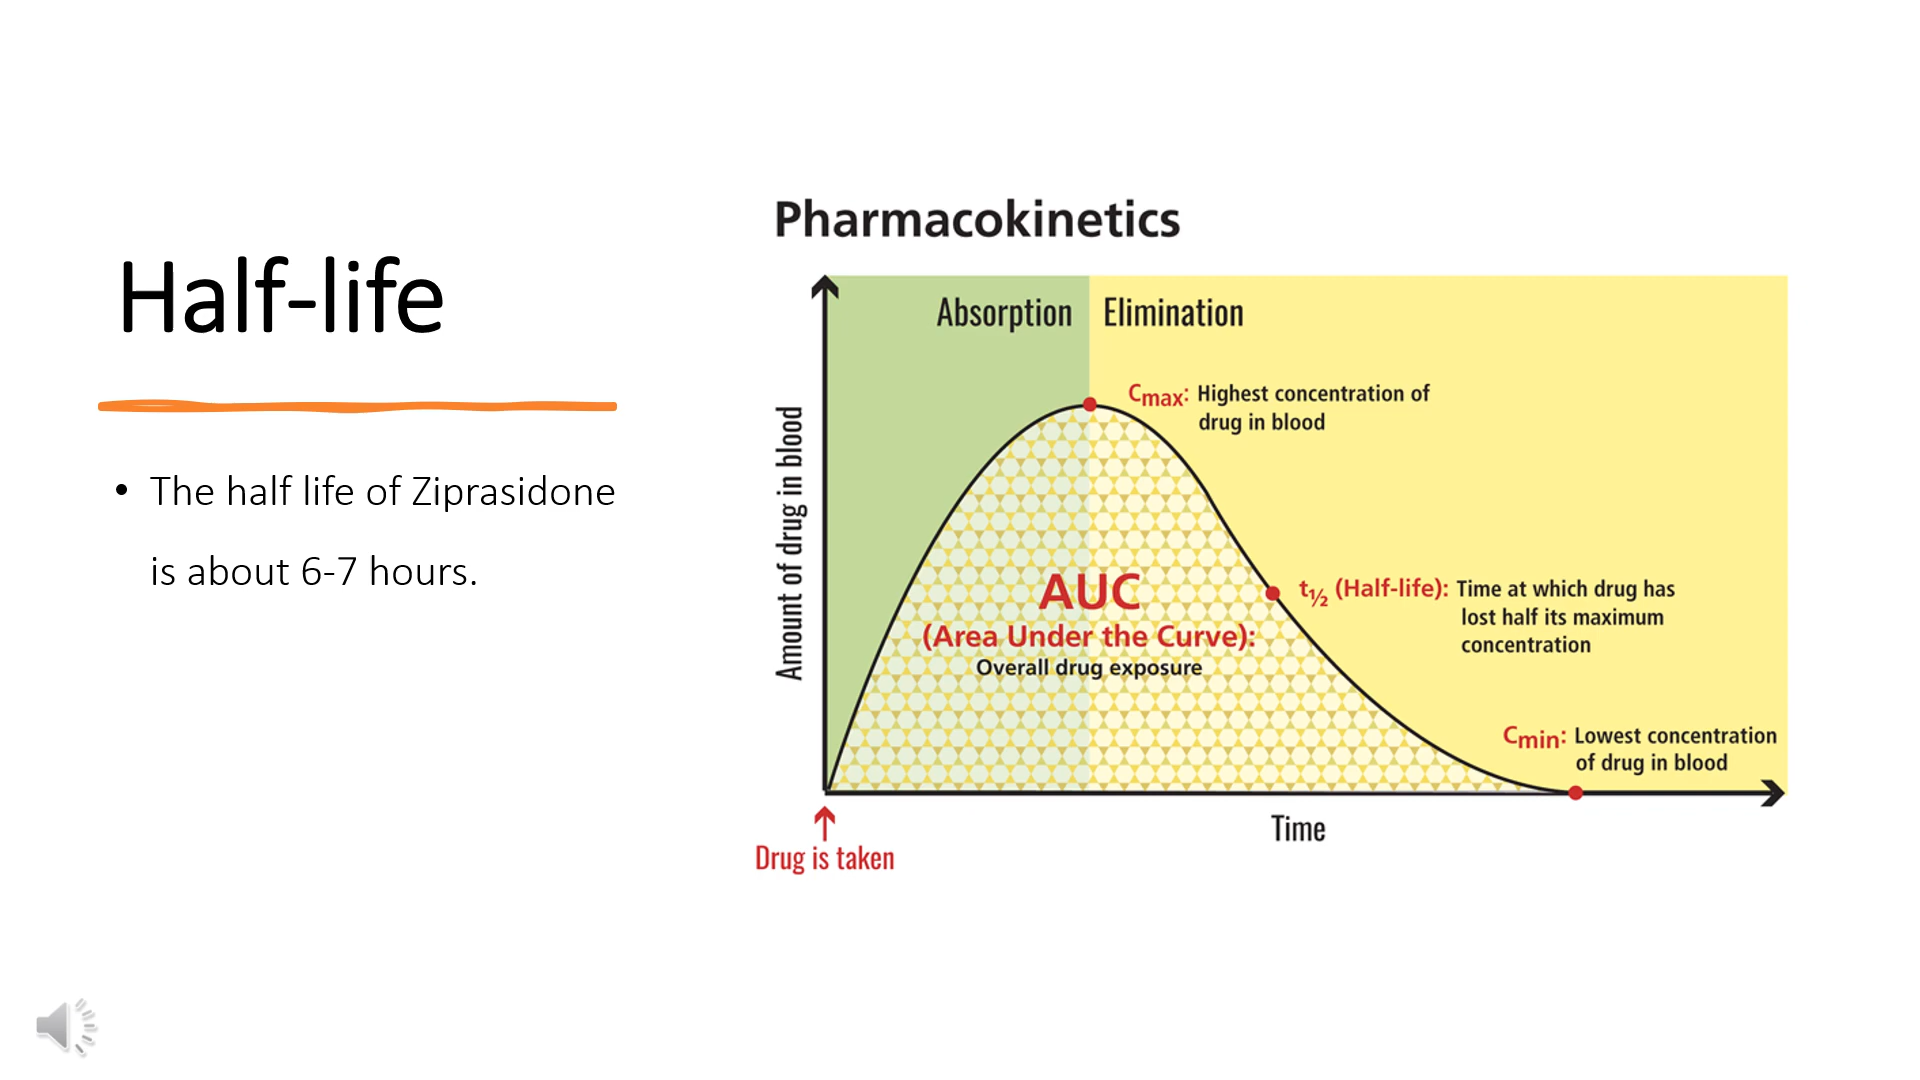 Half-life
• The half life of Ziprasidone
is about 6-7 hours.
Pharmacokinetics
Absorption
Elimination
Cmax: Highest concentration of
drug in blood
Amount of drug in blood
AUC
(Area Under the Curve):
Overall drug exposure
t½ (Half-life): Time at which drug has
lost half its maximum
concentration
Cmin: Lowest concentration
of drug in blood
Time
Drug is taken